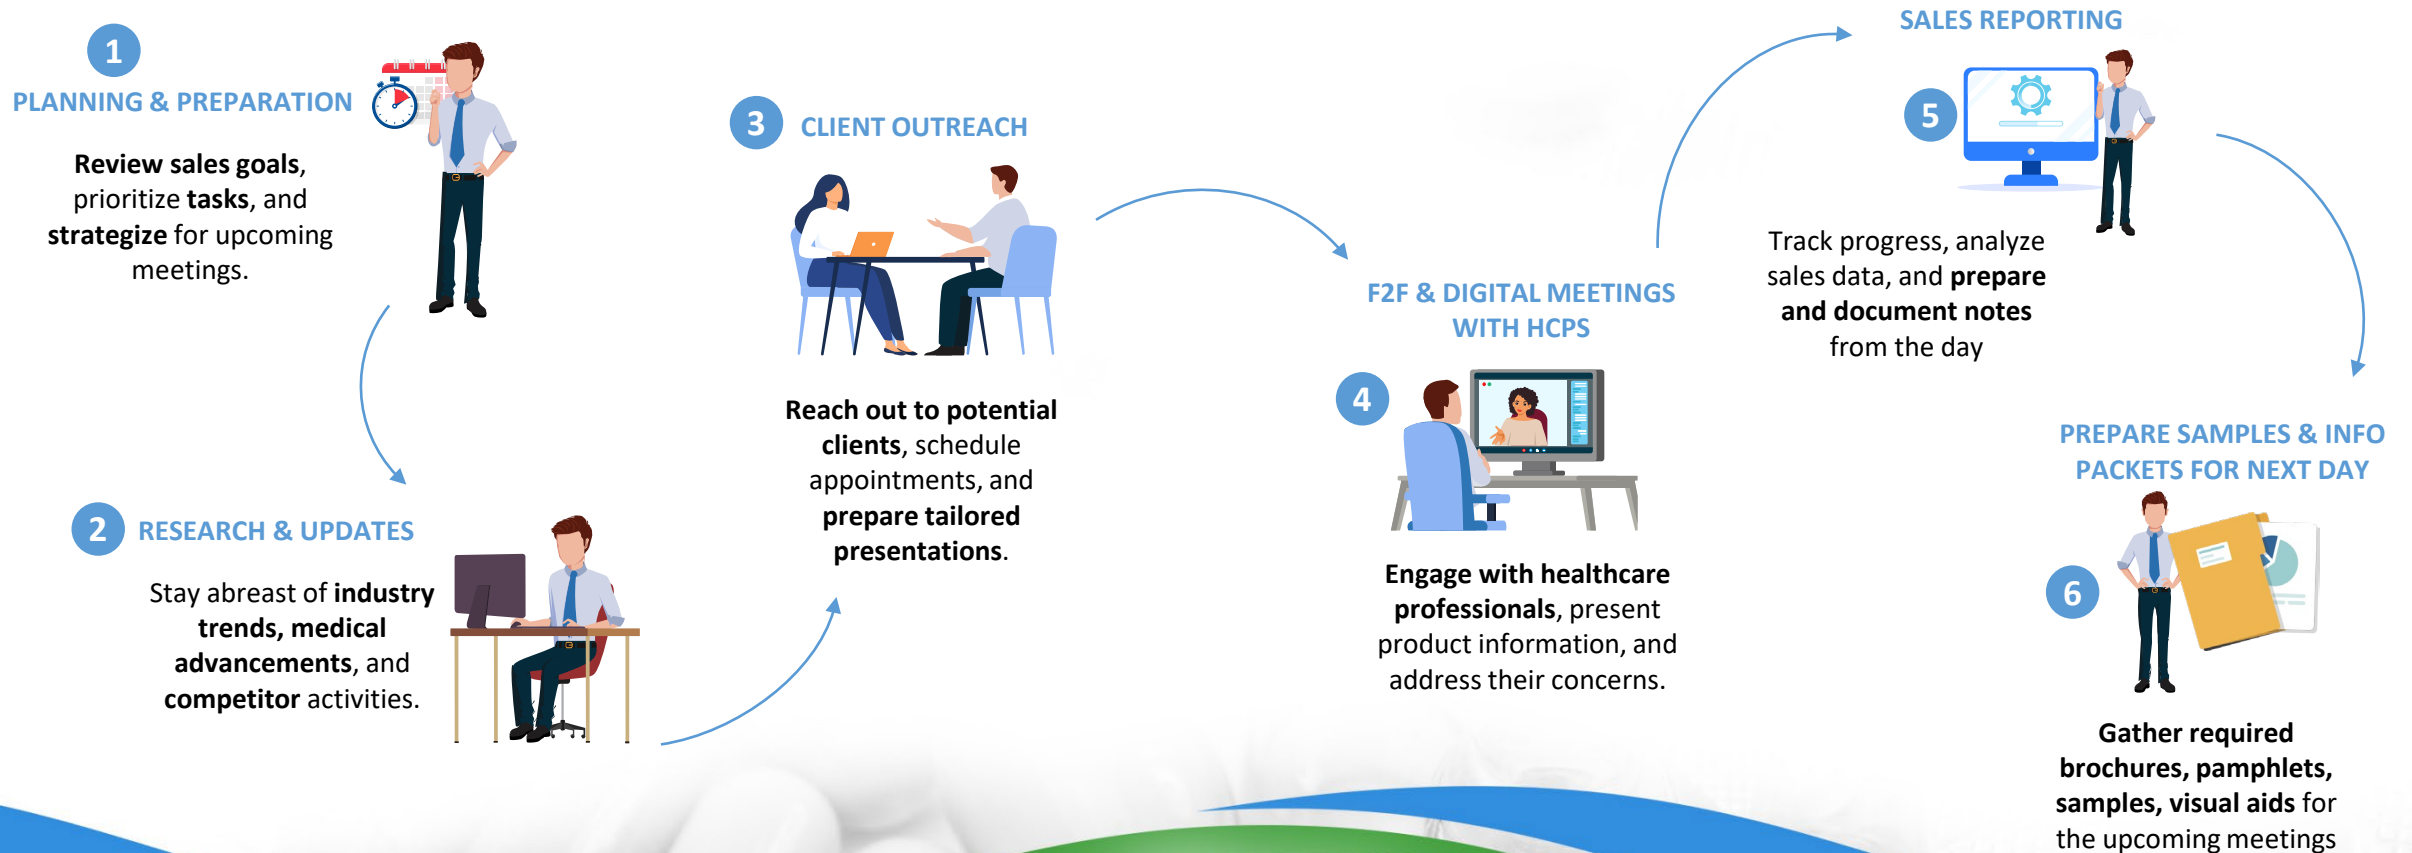 1
PLANNING & PREPARATION
Review sales goals,
prioritize tasks, and
strategize for upcoming
meetings.
2
RESEARCH & UPDATES
Stay abreast of industry
trends, medical
advancements, and
competitor activities.
3
CLIENT OUTREACH
Reach out to potential
clients, schedule
appointments, and
prepare tailored
presentations.
F2F & DIGITAL MEETINGS
WITH HCPS
4
Engage with healthcare
professionals, present
product information, and
address their concerns.
SALES REPORTING
5
Track progress, analyze
sales data, and prepare
and document notes
from the day
PREPARE SAMPLES & INFO
PACKETS FOR NEXT DAY
6
Gather required
brochures, pamphlets,
samples, visual aids for
the upcoming meetings